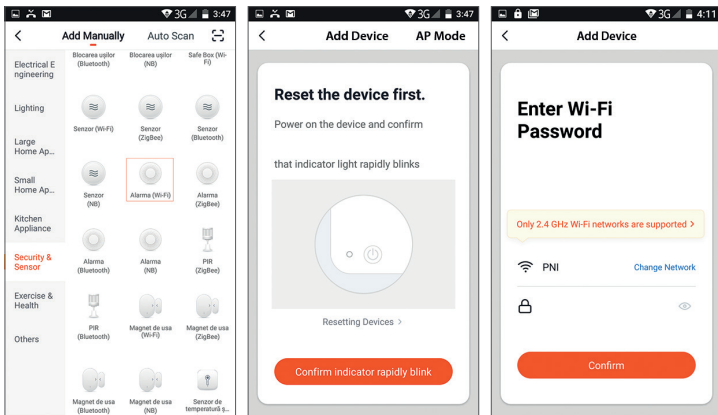 3G 3:47
Add Manually Auto Scan
Electrical E
ngineering
Lighting
Large
Home Ap...
Small
Home Ap...
Kitchen
Appliance
Security &
Sensor
Exercise &
Health
Others
Blocarea ușilor
(Bluetooth)
Blocarea ușilor
(NB)
Safe Box (Wi-
Fi)
Senzor (Wi-Fi)
Senzor
(ZigBee)
Senzor
(Bluetooth)
Senzor
(NB)
Alarma (Wi-Fi)
Alarma
(ZigBee)
Alarma
(Bluetooth)
Alarma
(NB)
PIR
(ZigBee)
PIR
(Bluetooth)
Magnet de usa
(Wi-Fi)
Magnet de usa
(ZigBee)
Magnet de usa
(Bluetooth)
Magnet de usa
(NB)
Senzor de
temperatură ș...
3G 3:47
Add Device AP Mode
Reset the device first.
Power on the device and confirm
that indicator light rapidly blinks
Resetting Devices >
Confirm indicator rapidly blink
3G 4:11
Add Device
Enter Wi-Fi
Password
Only 2.4 GHz Wi-Fi networks are supported >
PNI Change Network
Confirm